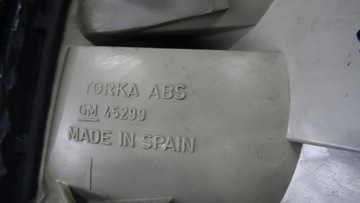 YORKA ABS
GM 45299
MADE IN SPAIN